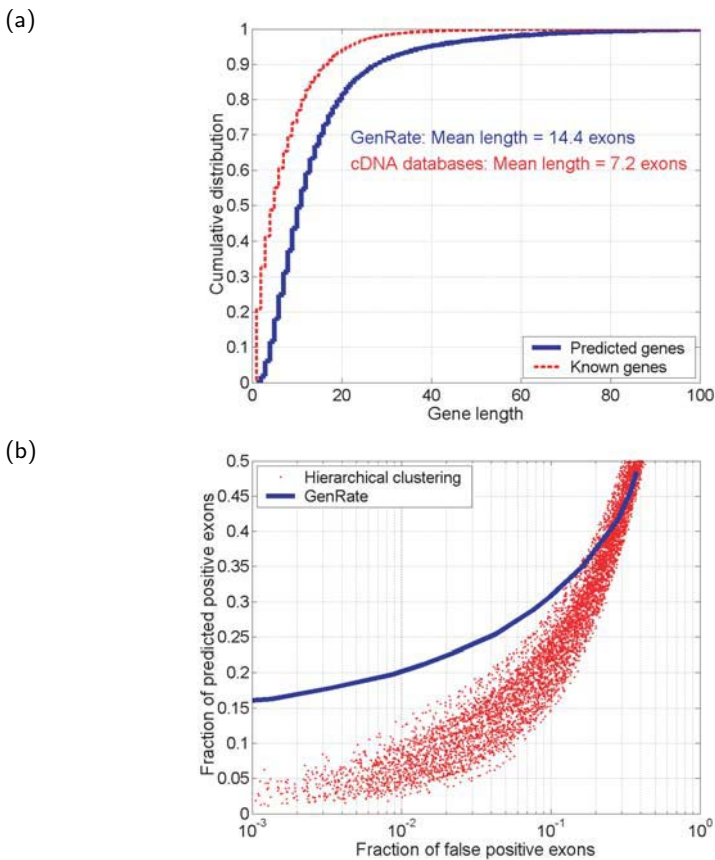 (a)
1
0.9
0.8
0.7
0.6
0.5
0.4
0.3
0.2
0.1
0
Cumulative distribution
GenRate: Mean length = 14.4 exons
cDNA databases: Mean length = 7.2 exons
Predicted genes
Known genes
0 20 40 60 80 100
Gene length
(b)
0.5
0.45
0.4
0.35
0.3
0.25
0.2
0.15
0.1
0.05
0
Fraction of predicted positive exons
Hierarchical clustering
GenRate
10⁻³ 10⁻² 10⁻¹ 10⁰
Fraction of false positive exons